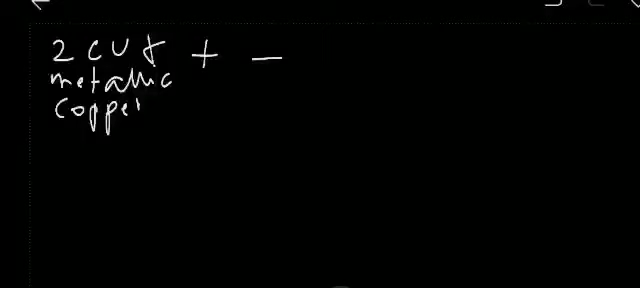 2 CU + + —
metallic
Copper